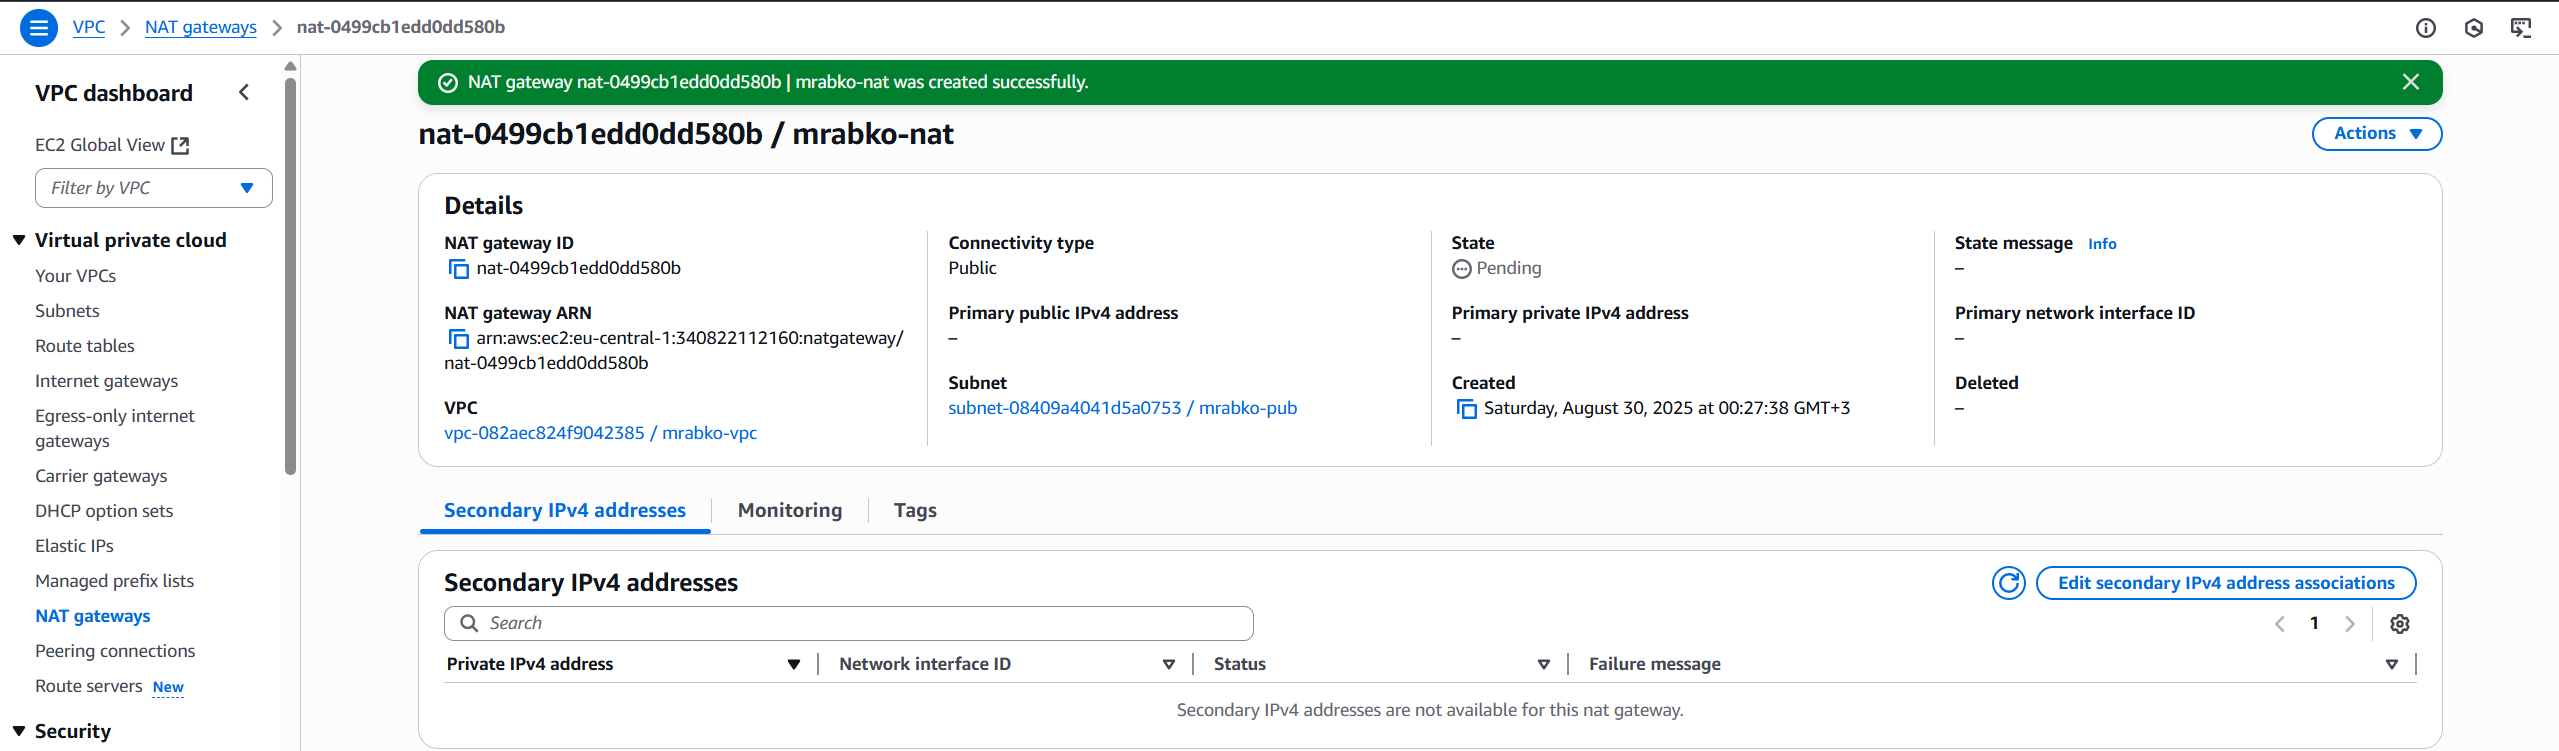 VPC > NAT gateways > nat-0499cb1edd0dd580b
VPC dashboard
EC2 Global View
Filter by VPC
Virtual private cloud
Your VPCs
Subnets
Route tables
Internet gateways
Egress-only internet
gateways
Carrier gateways
DHCP option sets
Elastic IPs
Managed prefix lists
NAT gateways
Peering connections
Route servers New
Security
NAT gateway nat-0499cb1edd0dd580b | mrabko-nat was created successfully.
nat-0499cb1edd0dd580b / mrabko-nat
Actions
Details
NAT gateway ID
nat-0499cb1edd0dd580b
NAT gateway ARN
arn:aws:ec2:eu-central-1:340822112160:natgateway/
nat-0499cb1edd0dd580b
VPC
vpc-082aec824f9042385 / mrabko-vpc
Connectivity type
Public
Primary public IPv4 address
–
Subnet
subnet-08409a4041d5a0753 / mrabko-pub
State
Pending
Primary private IPv4 address
–
Created
Saturday, August 30, 2025 at 00:27:38 GMT+3
State message Info
–
Primary network interface ID
–
Deleted
–
Secondary IPv4 addresses
Monitoring
Tags
Secondary IPv4 addresses
Edit secondary IPv4 address associations
Search
1
Private IPv4 address
Network interface ID
Status
Failure message
Secondary IPv4 addresses are not available for this nat gateway.